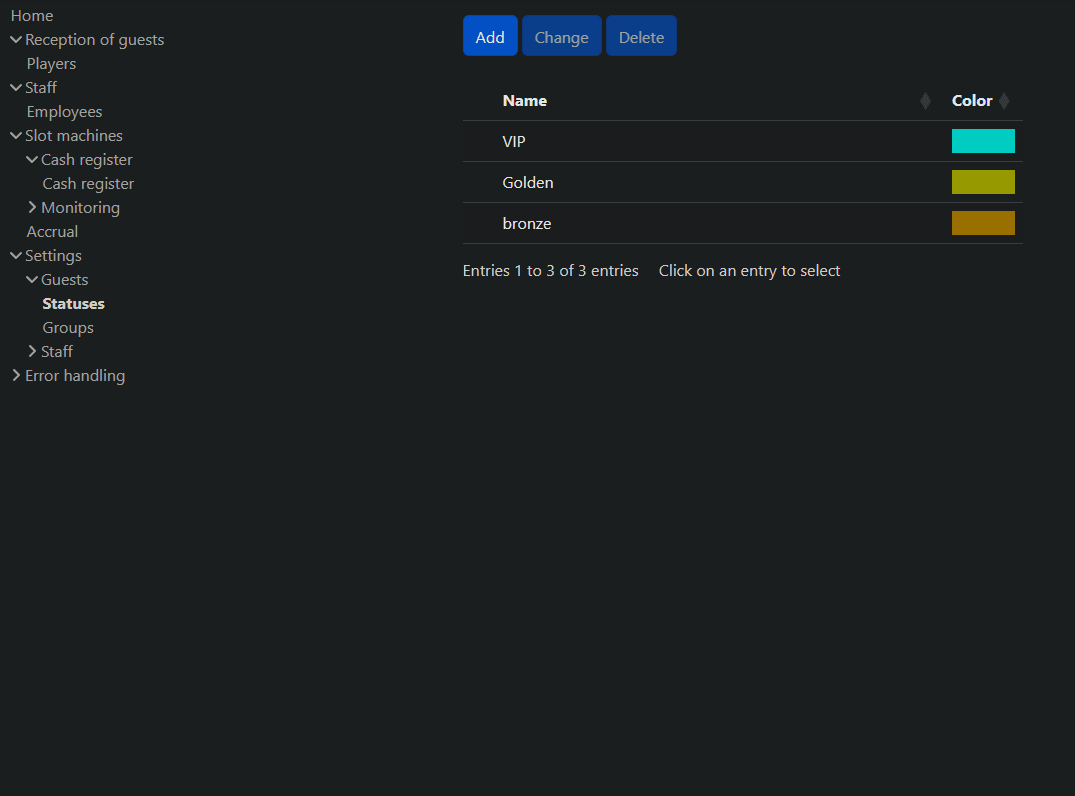 Home
Reception of guests
Players
Staff
Employees
Slot machines
Cash register
Cash register
Monitoring
Accrual
Settings
Guests
Statuses
Groups
Staff
Error handling
Add Change Delete
Name Color
VIP
Golden
bronze
Entries 1 to 3 of 3 entries Click on an entry to select